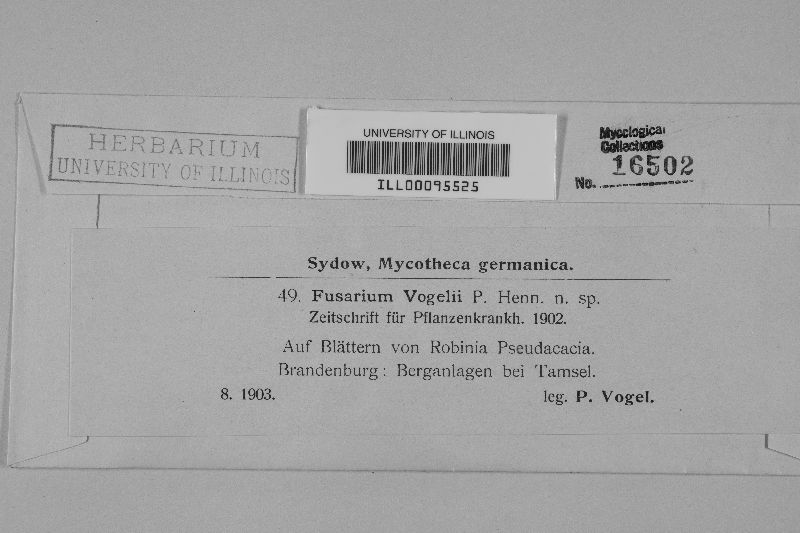 HERBARIUM
UNIVERSITY OF ILLINOIS
UNIVERSITY OF ILLINOIS
ILL00095525
Mycological
Collections
No. 16502
Sydow, Mycotheca germanica.
49. Fusarium Vogelii P. Henn. n. sp.
Zeitschrift für Pflanzenkrankh. 1902.
Auf Blättern von Robinia Pseudacacia.
Brandenburg: Berganlagen bei Tamsel.
8. 1903. leg. P. Vogel.